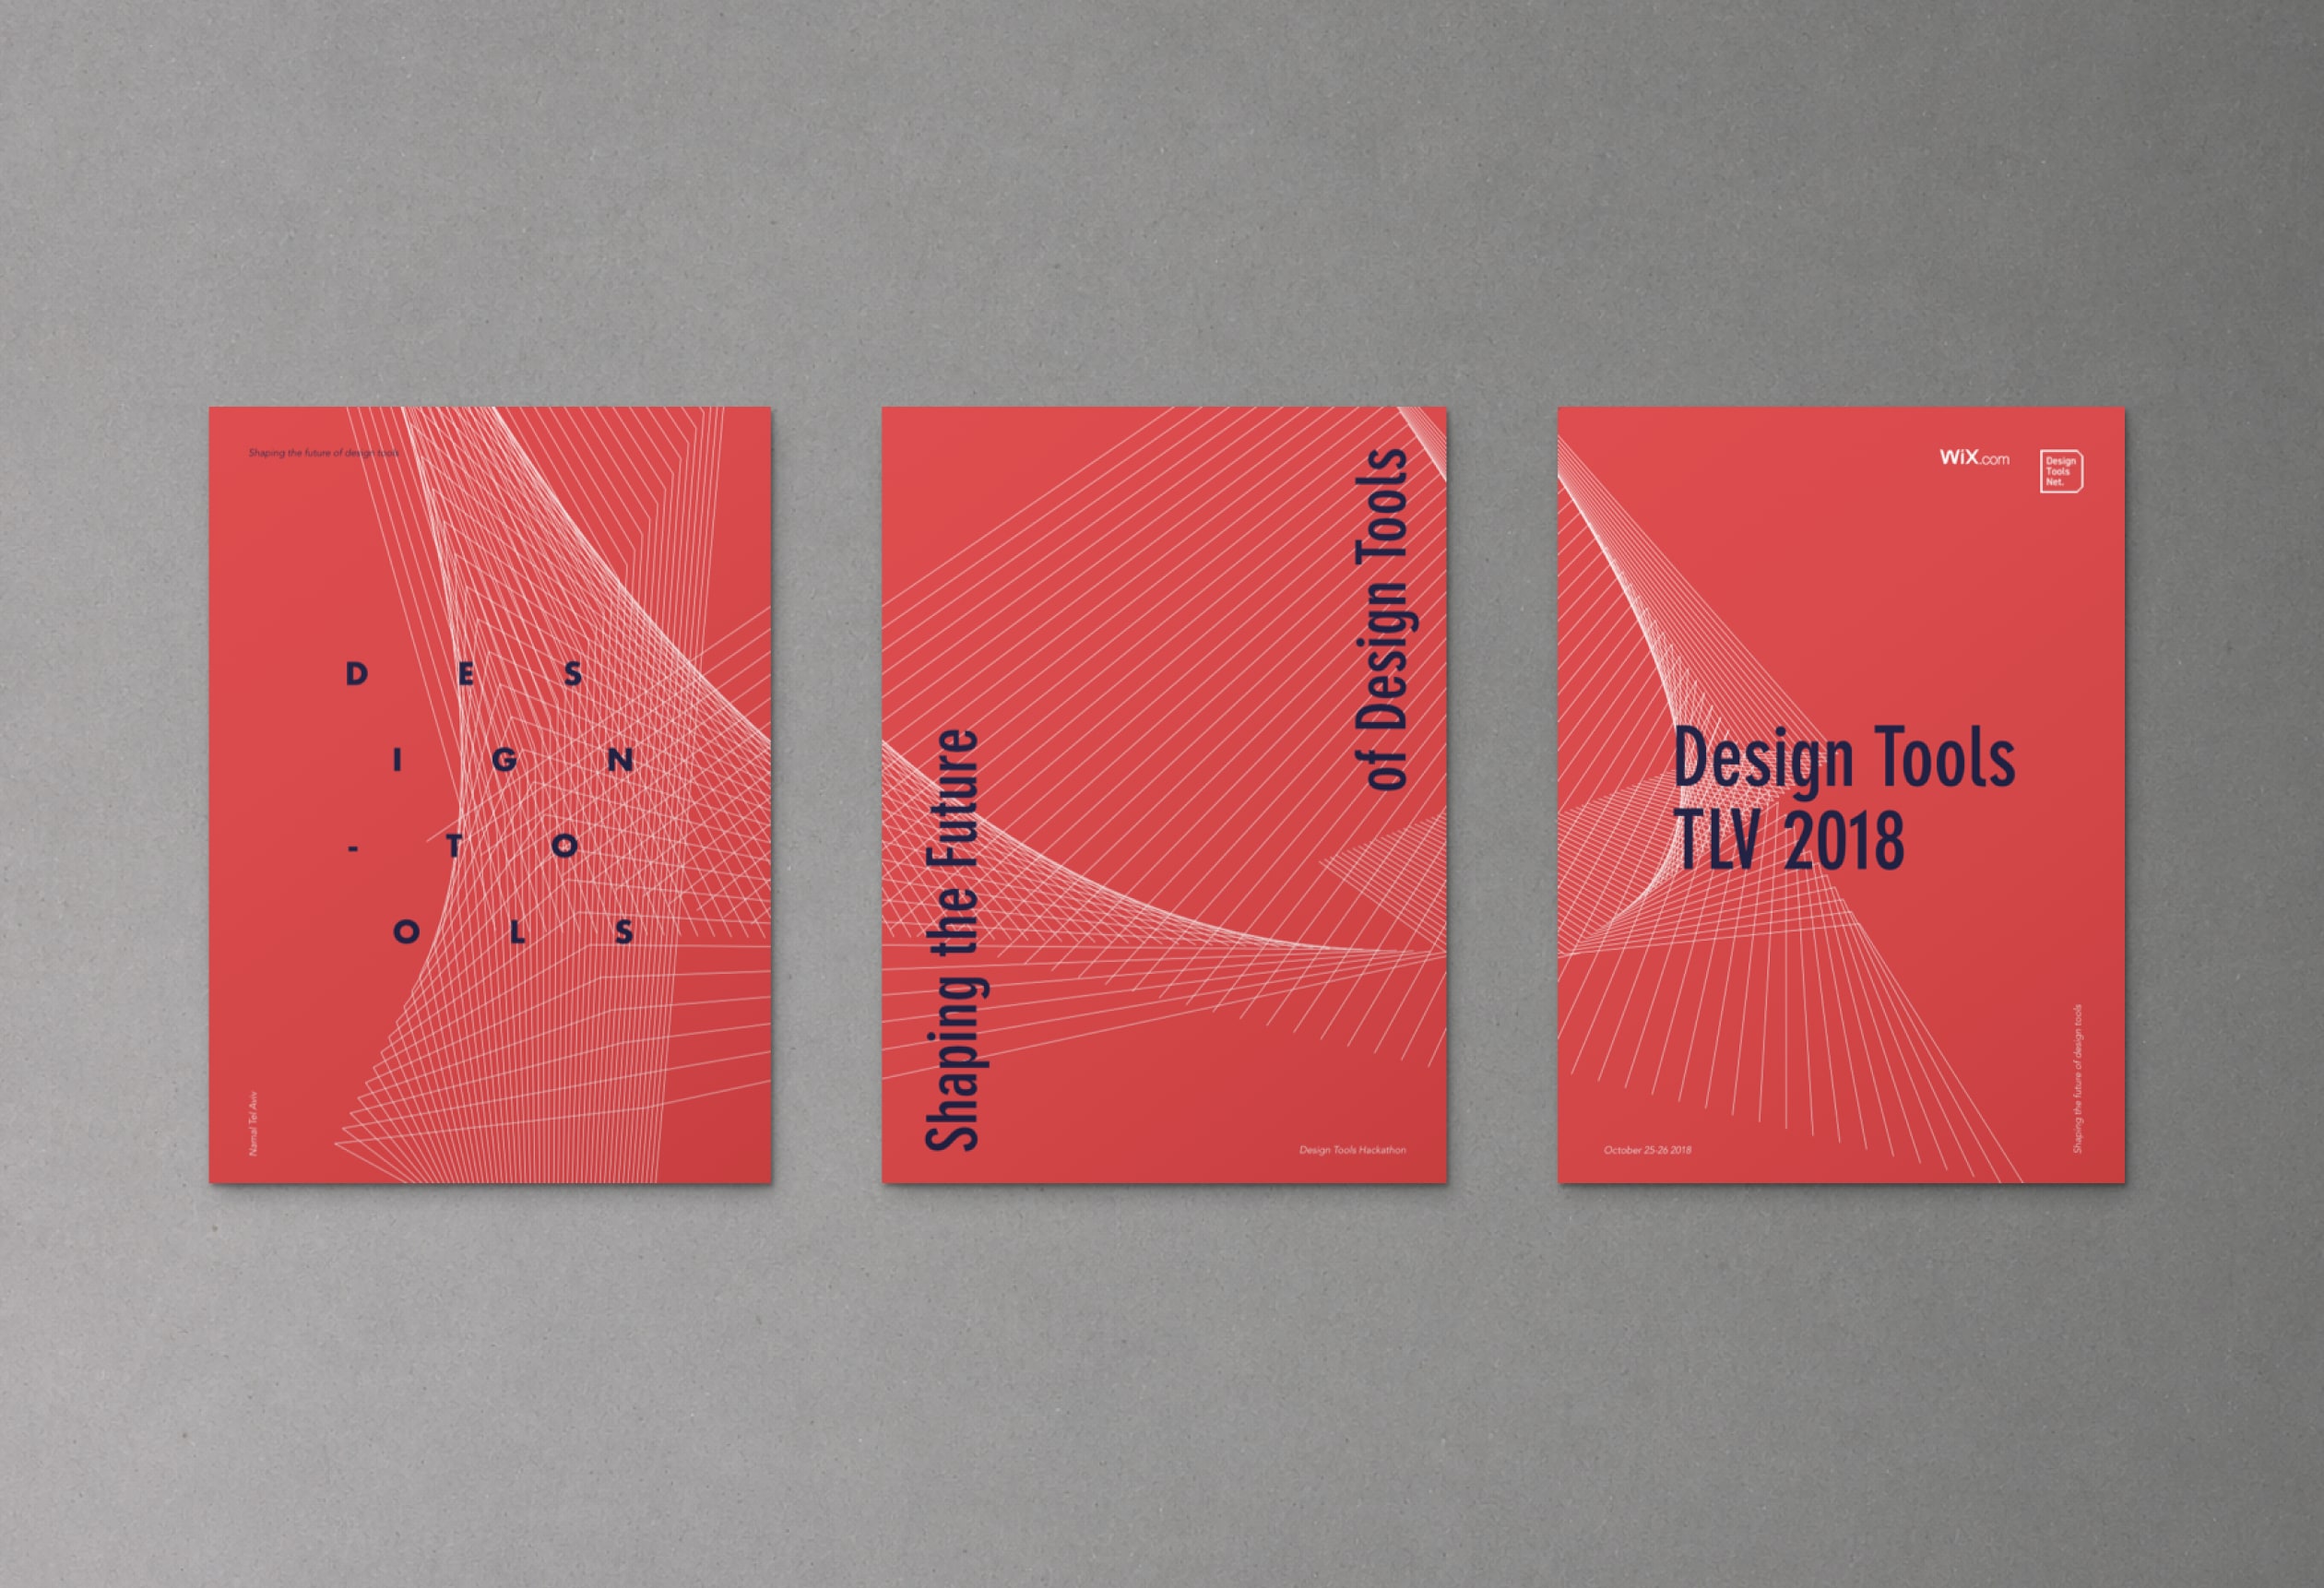 Shaping the future of design tools
D E S
I G N
- T O
O L S
Namal Tel Aviv
Shaping the Future
of Design Tools
Design Tools Hackathon
WiX.com
Design
Tools
Net.
Design Tools
TLV 2018
October 25-26 2018
Shaping the future of design tools